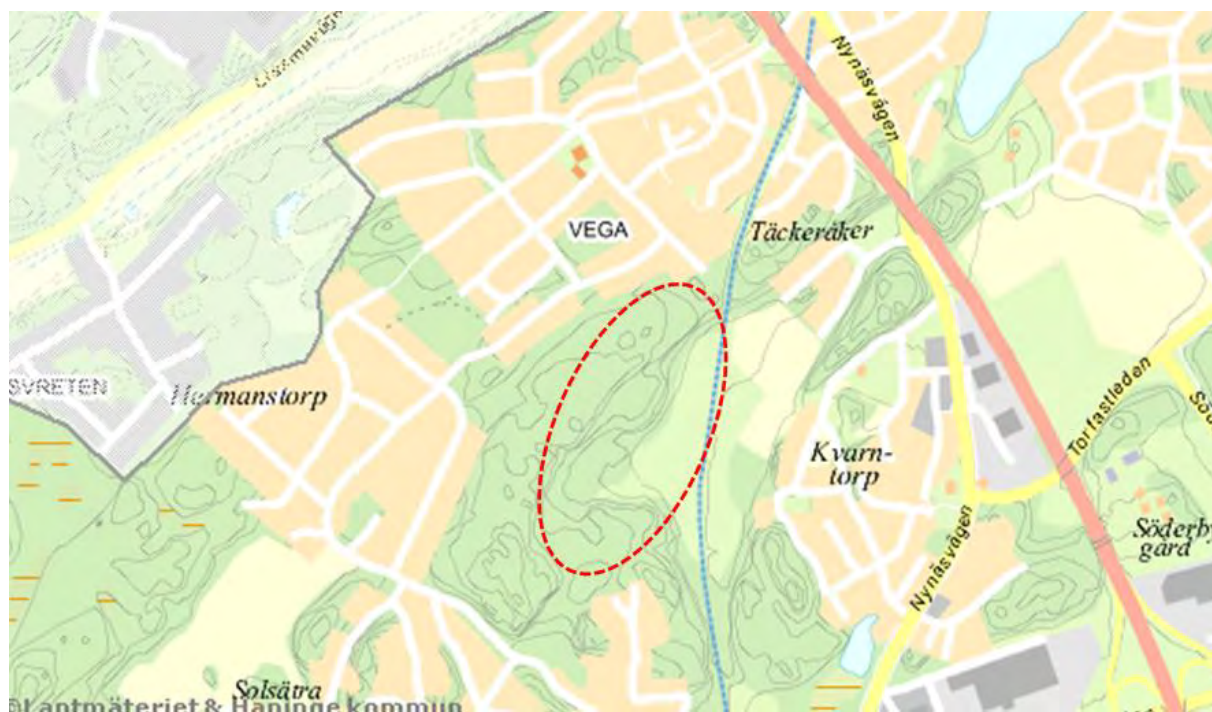 Nynäsvägen
VEGA
Täckeråker
SVRETEN
Hermanstorp
Torfastleden
Kvarn-
torp
Nynäsvägen
Söderby
gård
Solsätra
©Lantmäteriet & Haninge kommun